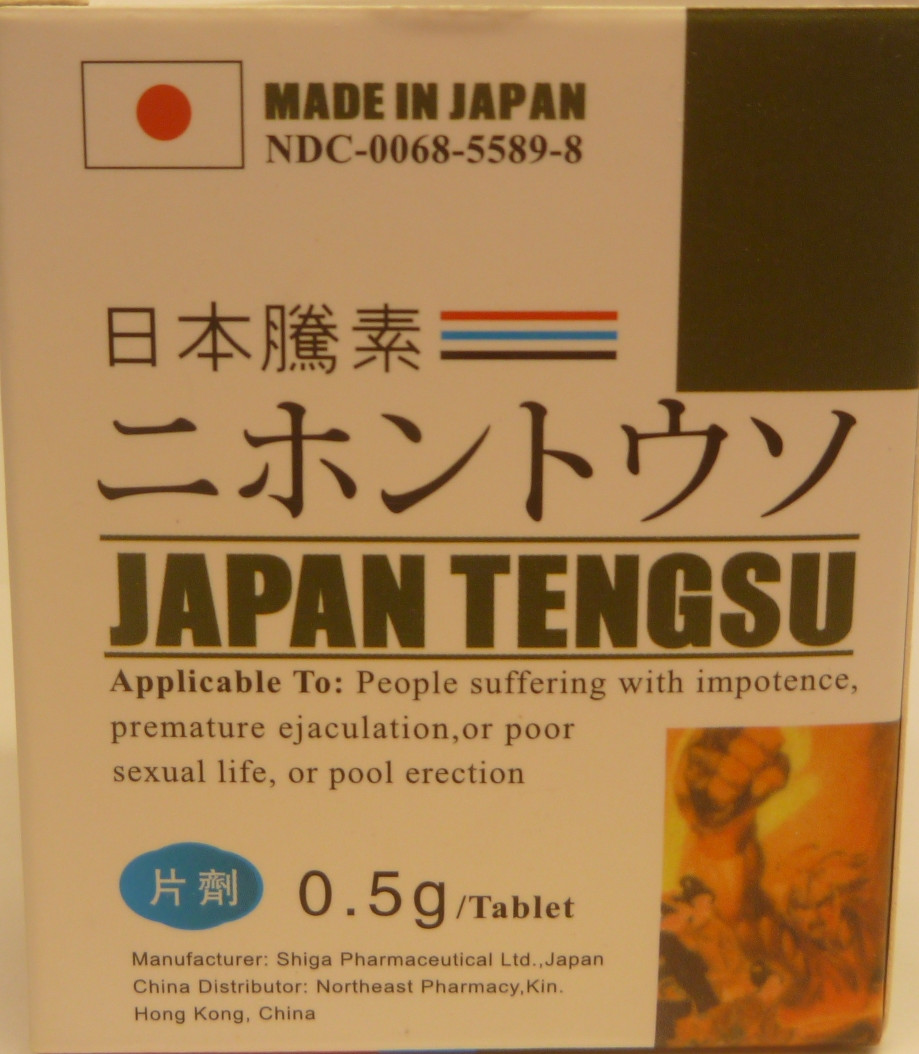 MADE IN JAPAN
NDC-0068-5589-8
日本騰素
ニホントウソ
JAPAN TENGSU
Applicable To: People suffering with impotence,
premature ejaculation,or poor
sexual life, or pool erection
片劑 0.5g/Tablet
Manufacturer: Shiga Pharmaceutical Ltd.,Japan
China Distributor: Northeast Pharmacy,Kin.
Hong Kong, China